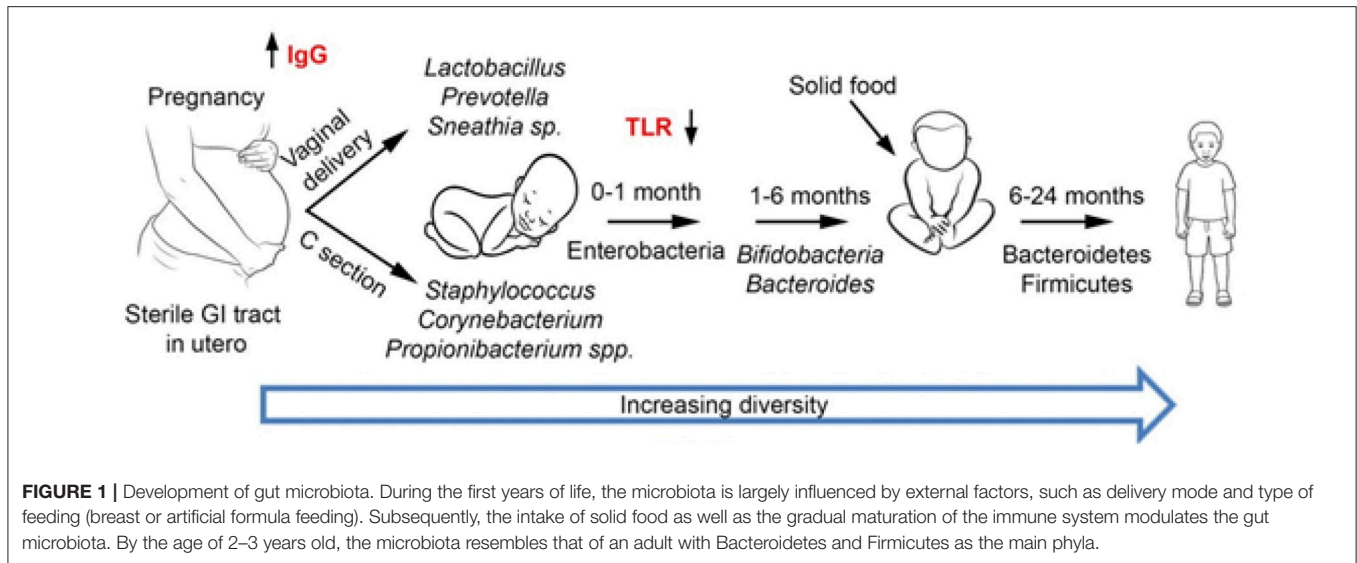 IgG
Pregnancy
Vaginal
delivery
C section
Sterile GI tract
in utero
Lactobacillus
Prevotella
Sneathia sp.
Staphylococcus
Corynebacterium
Propionibacterium spp.
TLR
0-1 month
Enterobacteria
1-6 months
Bifidobacteria
Bacteroides
Solid food
6-24 months
Bacteroidetes
Firmicutes
Increasing diversity
FIGURE 1 | Development of gut microbiota. During the first years of life, the microbiota is largely influenced by external factors, such as delivery mode and type of
feeding (breast or artificial formula feeding). Subsequently, the intake of solid food as well as the gradual maturation of the immune system modulates the gut
microbiota. By the age of 2–3 years old, the microbiota resembles that of an adult with Bacteroidetes and Firmicutes as the main phyla.